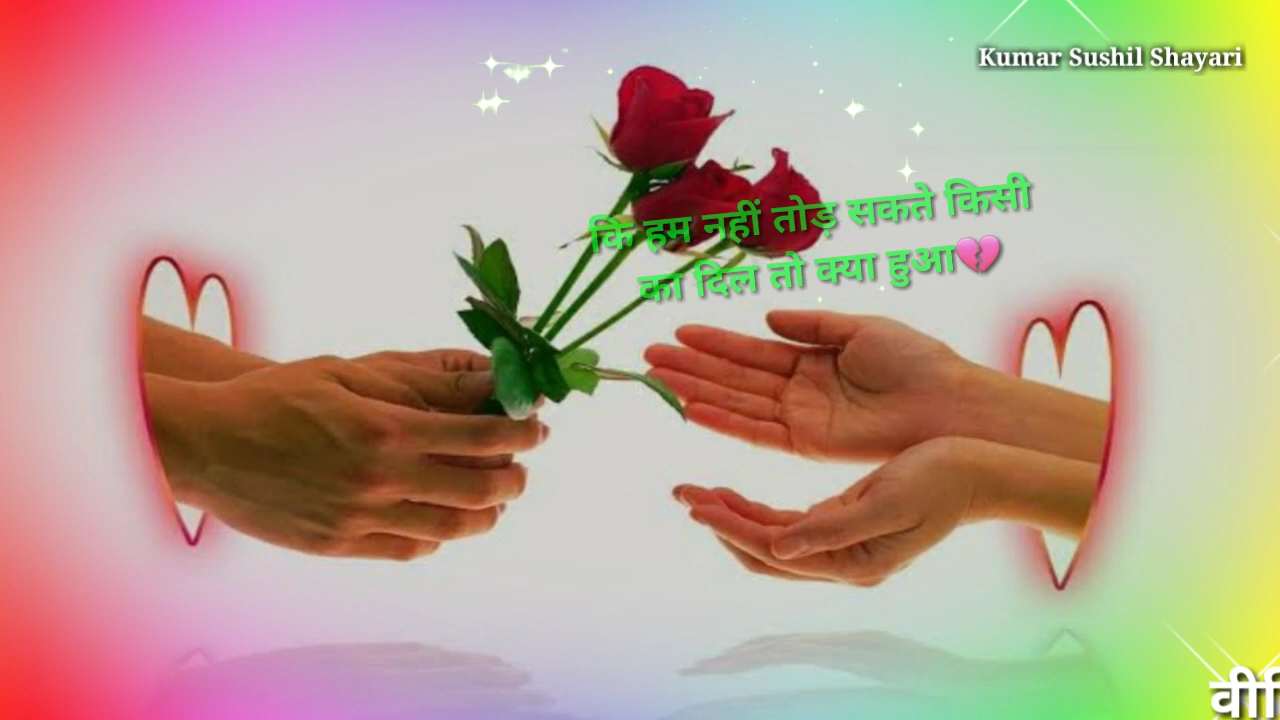 Kumar Sushil Shayari
कि हम नहीं तोड़ सकते किसी
का दिल तो क्या हुआ💔